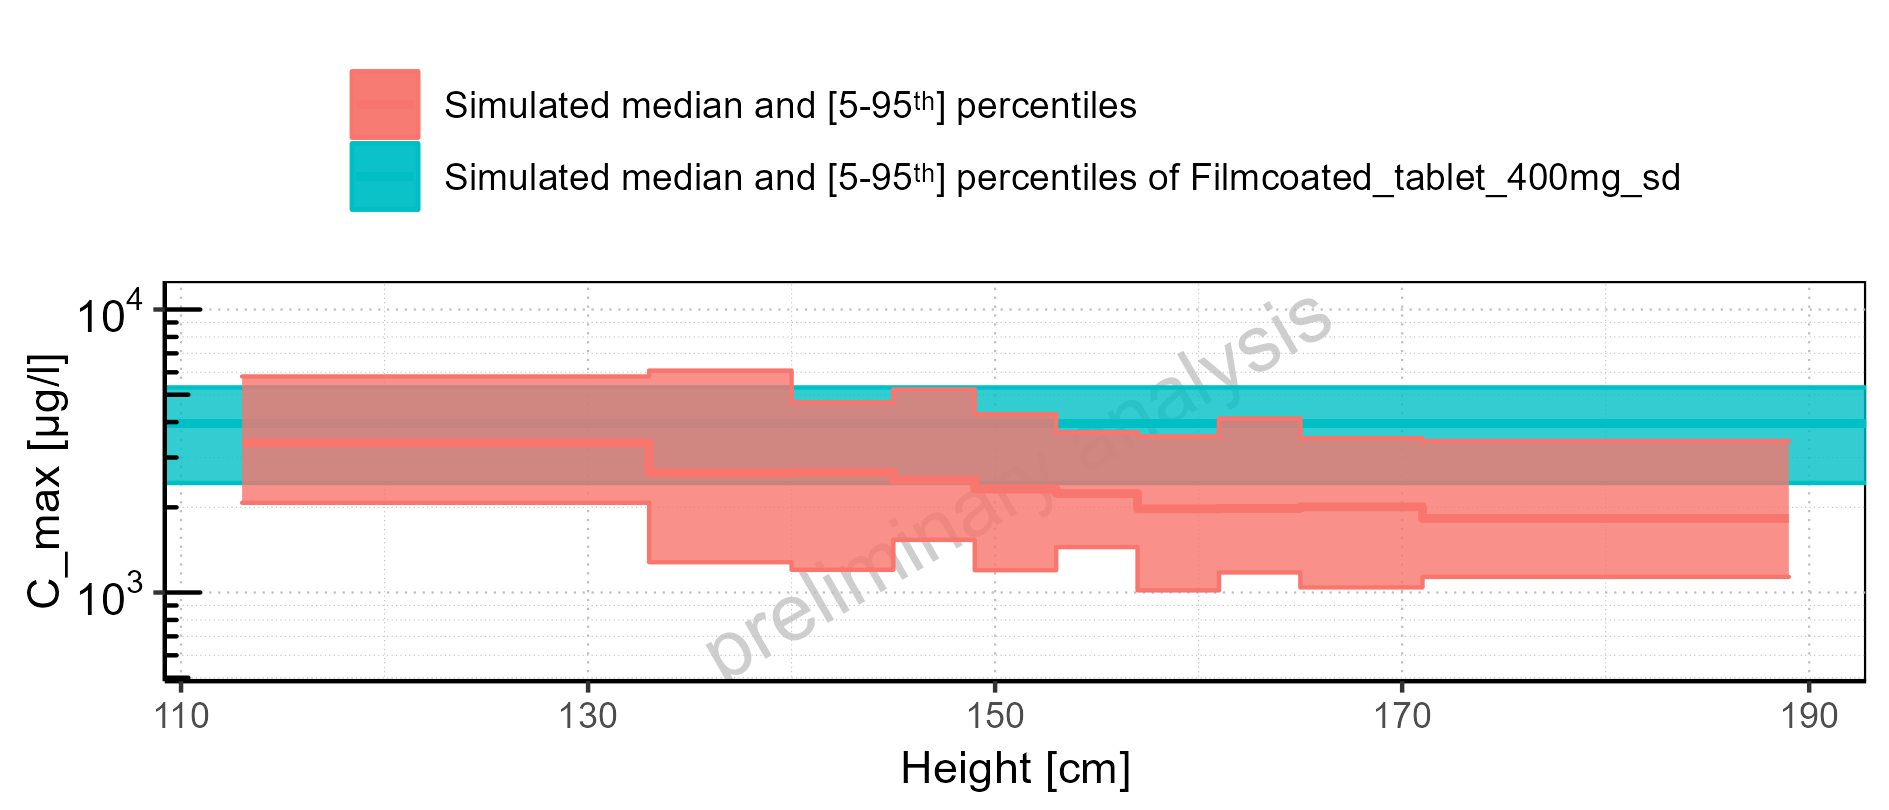 Simulated median and [5-95th] percentiles
Simulated median and [5-95th] percentiles of Filmcoated_tablet_400mg_sd
10^4
10^3
C_max [µg/l]
preliminary analysis
110 130 150 170 190
Height [cm]